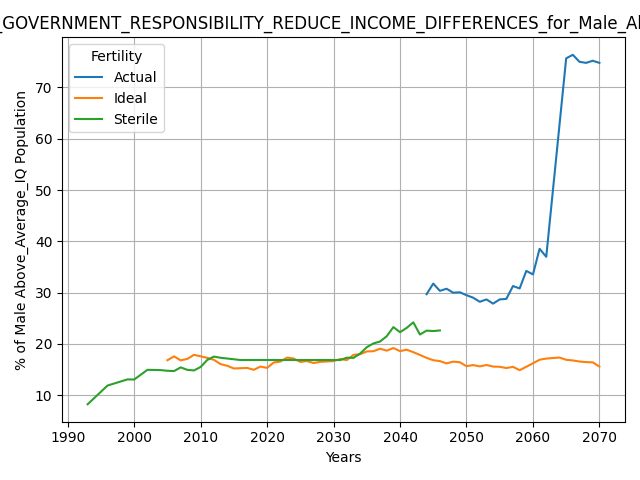 _GOVERNMENT_RESPONSIBILITY_REDUCE_INCOME_DIFFERENCES_for_Male_A
Fertility
Actual
Ideal
Sterile
% of Male Above_Average_IQ Population
70
60
50
40
30
20
10
1990 2000 2010 2020 2030 2040 2050 2060 2070
Years